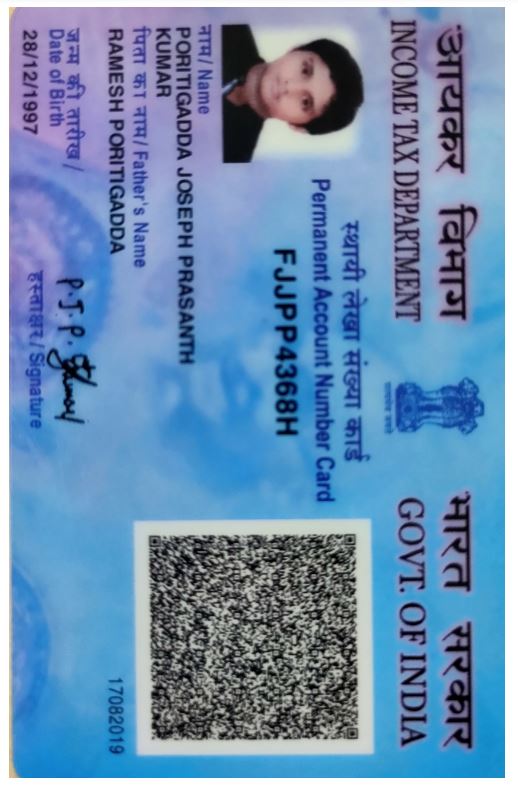 आयकर विभाग
INCOME TAX DEPARTMENT
भारत सरकार
GOVT. OF INDIA
सत्यमेव जयते
स्थायी लेखा संख्या कार्ड
Permanent Account Number Card
FJJPP4368H
नाम / Name
PORITIGADDA JOSEPH PRASANTH
KUMAR
पिता का नाम / Father's Name
RAMESH PORITIGADDA
जन्म की तारीख /
Date of Birth
28/12/1997
P.J.P. Kumar
हस्ताक्षर / Signature
17082019